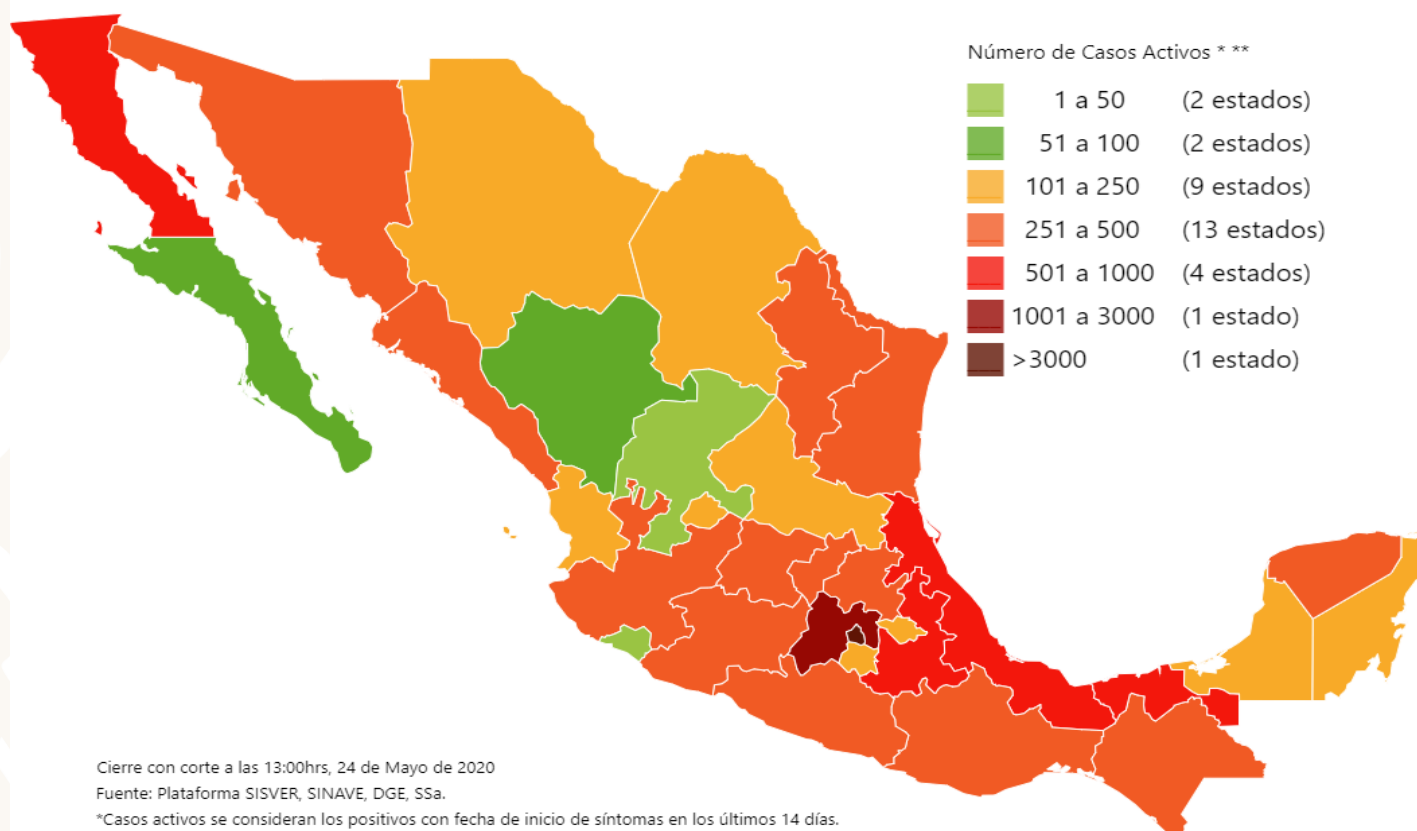 Número de Casos Activos * **
1 a 50 (2 estados)
51 a 100 (2 estados)
101 a 250 (9 estados)
251 a 500 (13 estados)
501 a 1000 (4 estados)
1001 a 3000 (1 estado)
>3000 (1 estado)
Cierre con corte a las 13:00hrs, 24 de Mayo de 2020
Fuente: Plataforma SISVER, SINAVE, DGE, SSa.
*Casos activos se consideran los positivos con fecha de inicio de síntomas en los últimos 14 días.